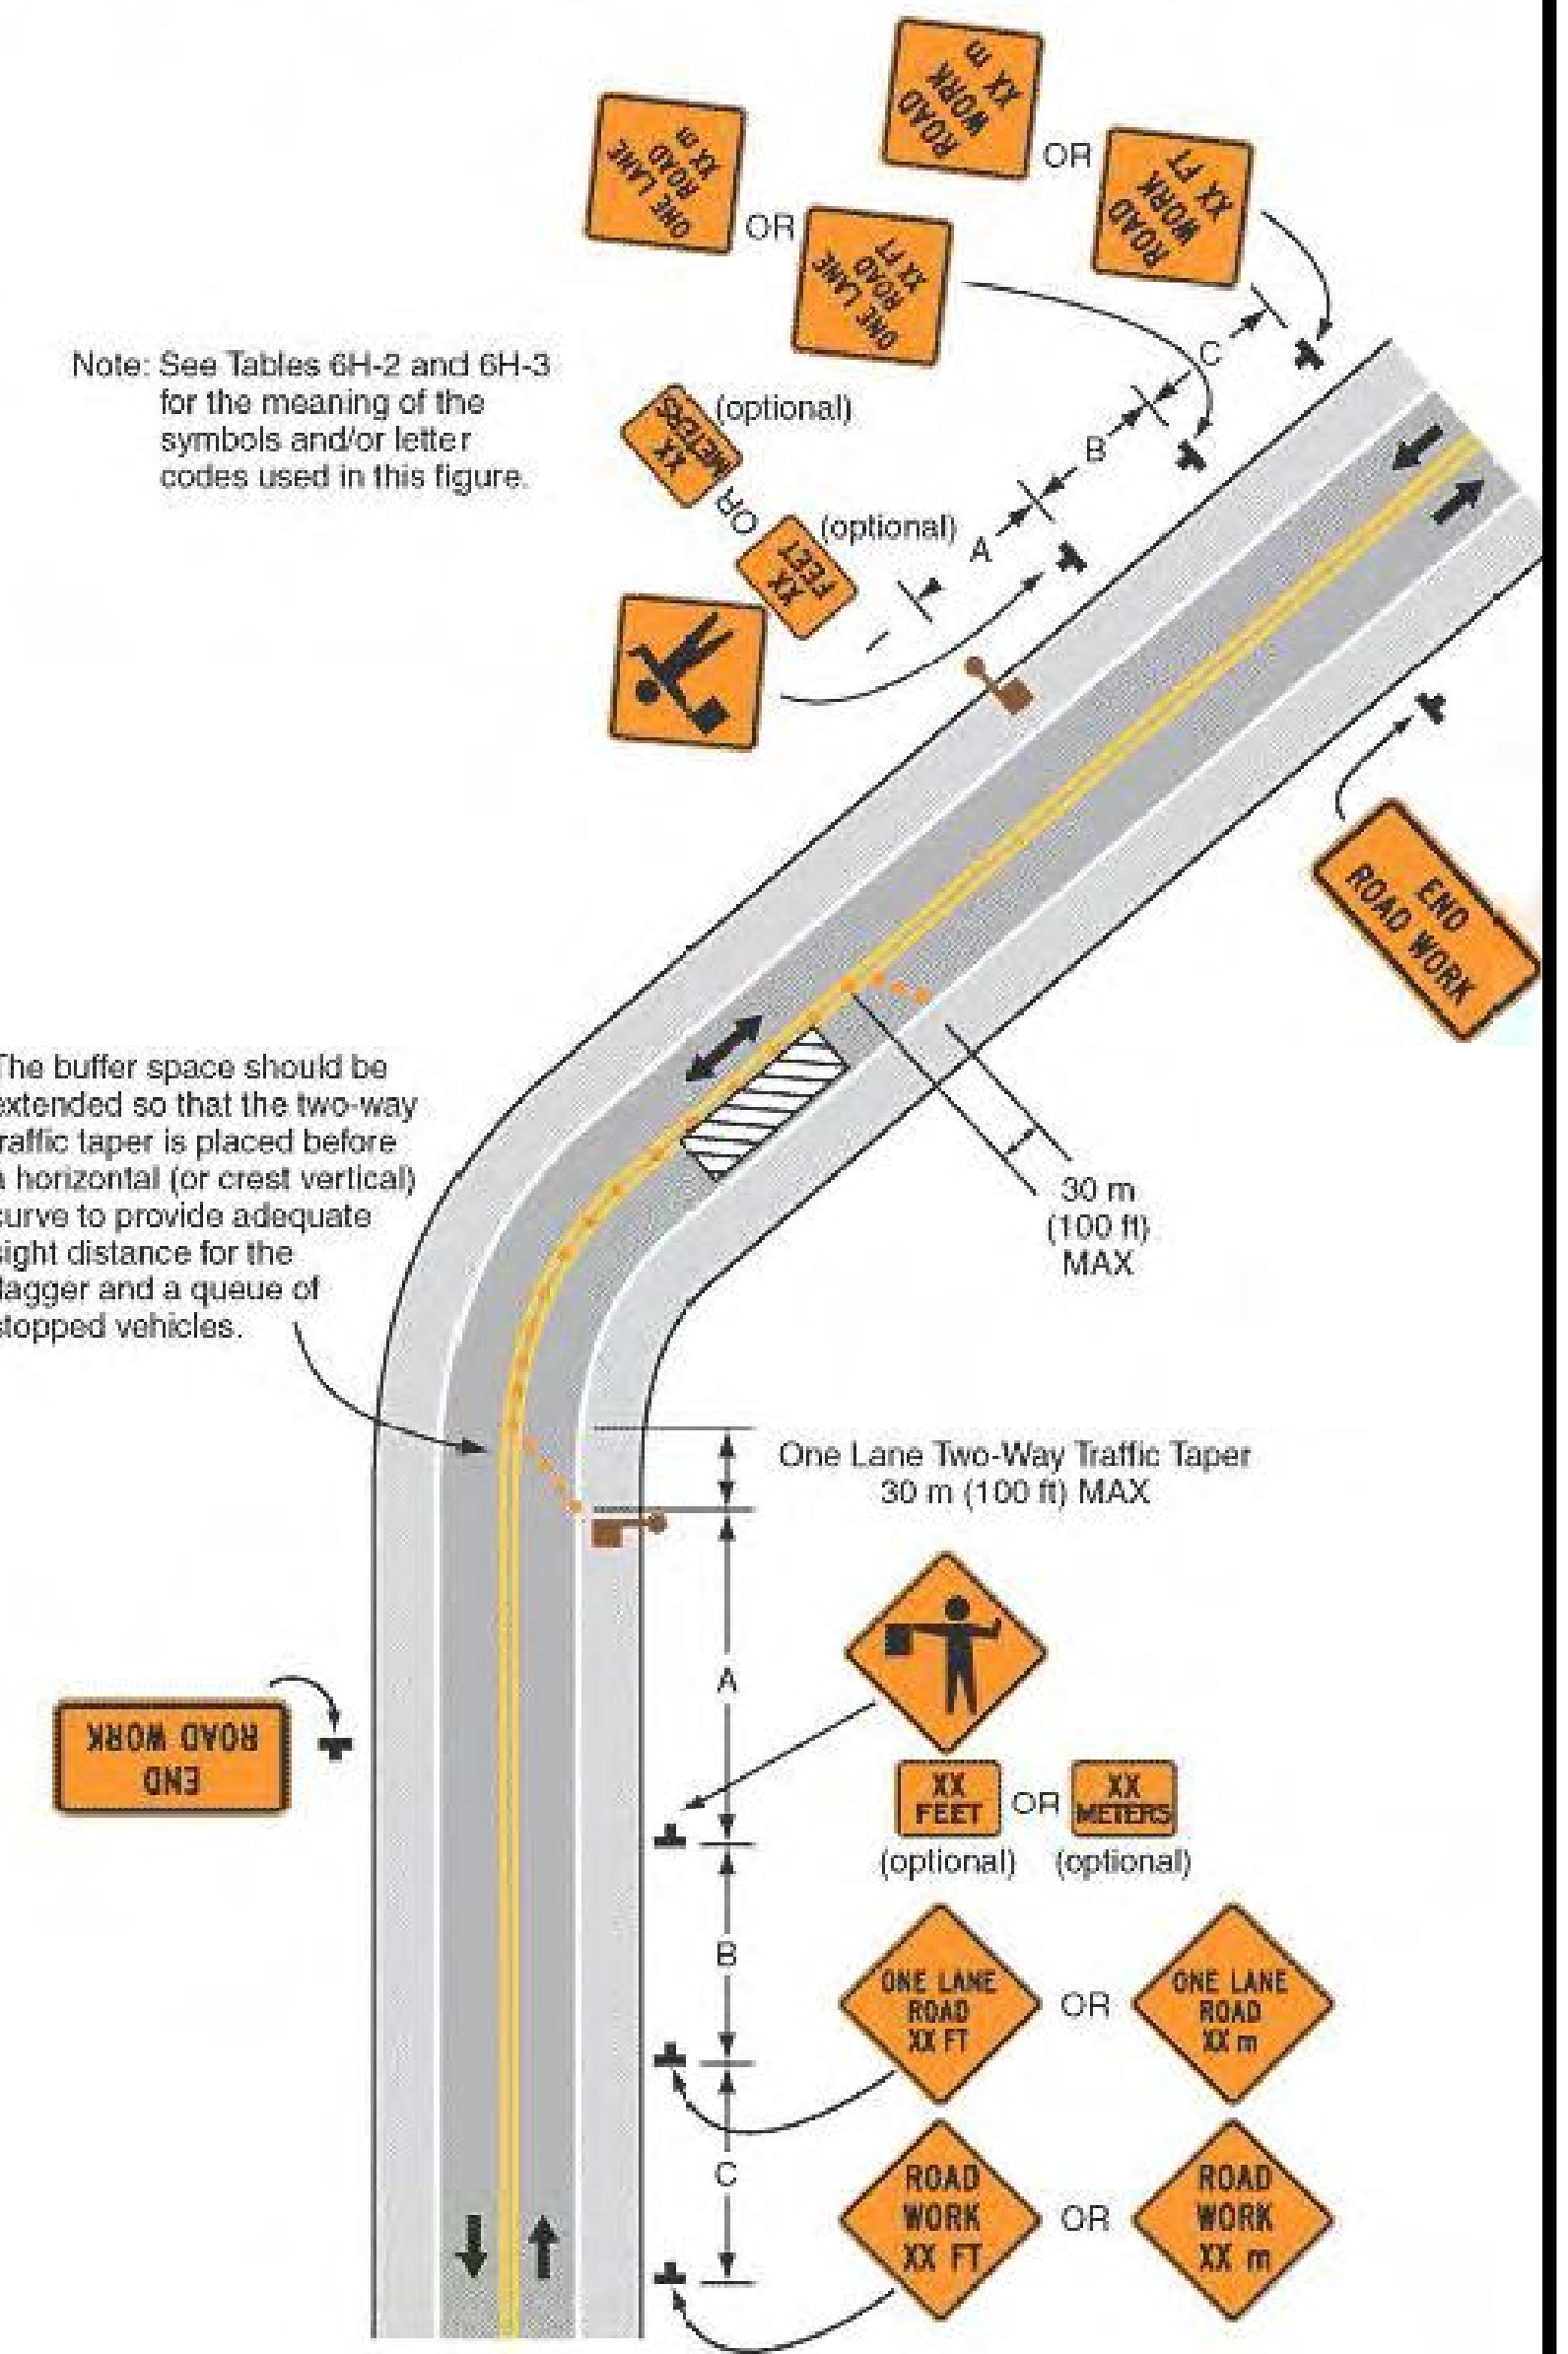 ROAD
WORK
XX m
OR
ROAD
WORK
XX FT
ONE LANE
ROAD
XX m
OR
ONE LANE
ROAD
XX FT
C
B
A
Note: See Tables 6H-2 and 6H-3
for the meaning of the
symbols and/or letter
codes used in this figure.
XX
METERS
(optional)
OR
XX
FEET
(optional)
END
ROAD WORK
The buffer space should be
extended so that the two-way
traffic taper is placed before
a horizontal (or crest vertical)
curve to provide adequate
sight distance for the
flagger and a queue of
stopped vehicles.
30 m
(100 ft)
MAX
One Lane Two-Way Traffic Taper
30 m (100 ft) MAX
A
END
ROAD WORK
XX
FEET
OR
XX
METERS
(optional)
(optional)
B
ONE LANE
ROAD
XX FT
OR
ONE LANE
ROAD
XX m
C
ROAD
WORK
XX FT
OR
ROAD
WORK
XX m